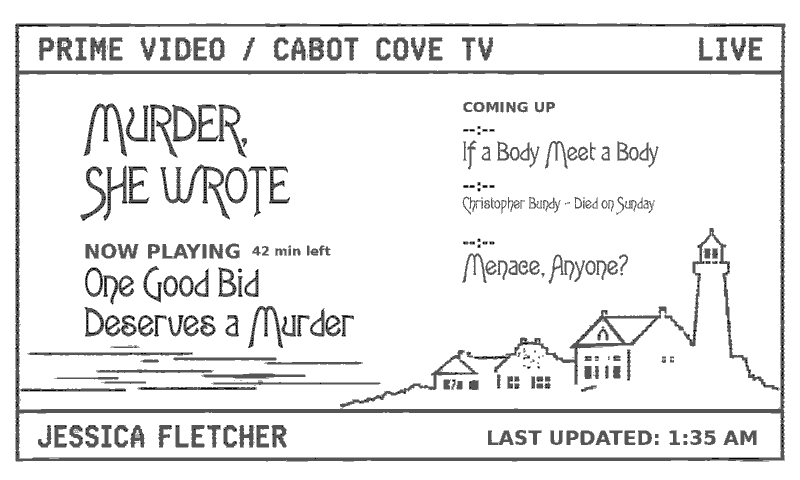 PRIME VIDEO / CABOT COVE TV
LIVE
MURDER,
SHE WROTE
NOW PLAYING 42 min left
One Good Bid
Deserves a Murder
COMING UP
--:--
If a Body Meet a Body
--:--
Christopher Bundy - Died on Sunday
--:--
Menace, Anyone?
JESSICA FLETCHER
LAST UPDATED: 1:35 AM